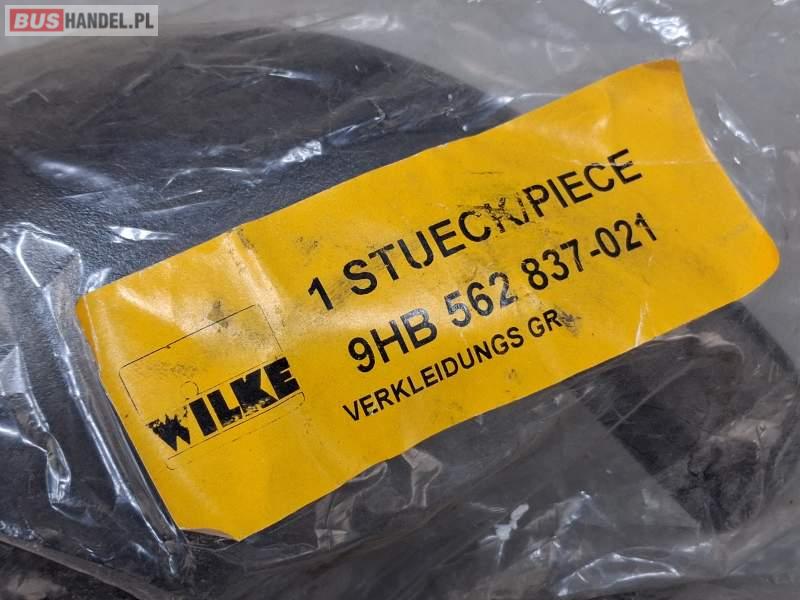 BUSHANDEL.PL
1 STUECK/PIECE
9HB 562 837-021
VERKLEIDUNGS GR.
WILKE